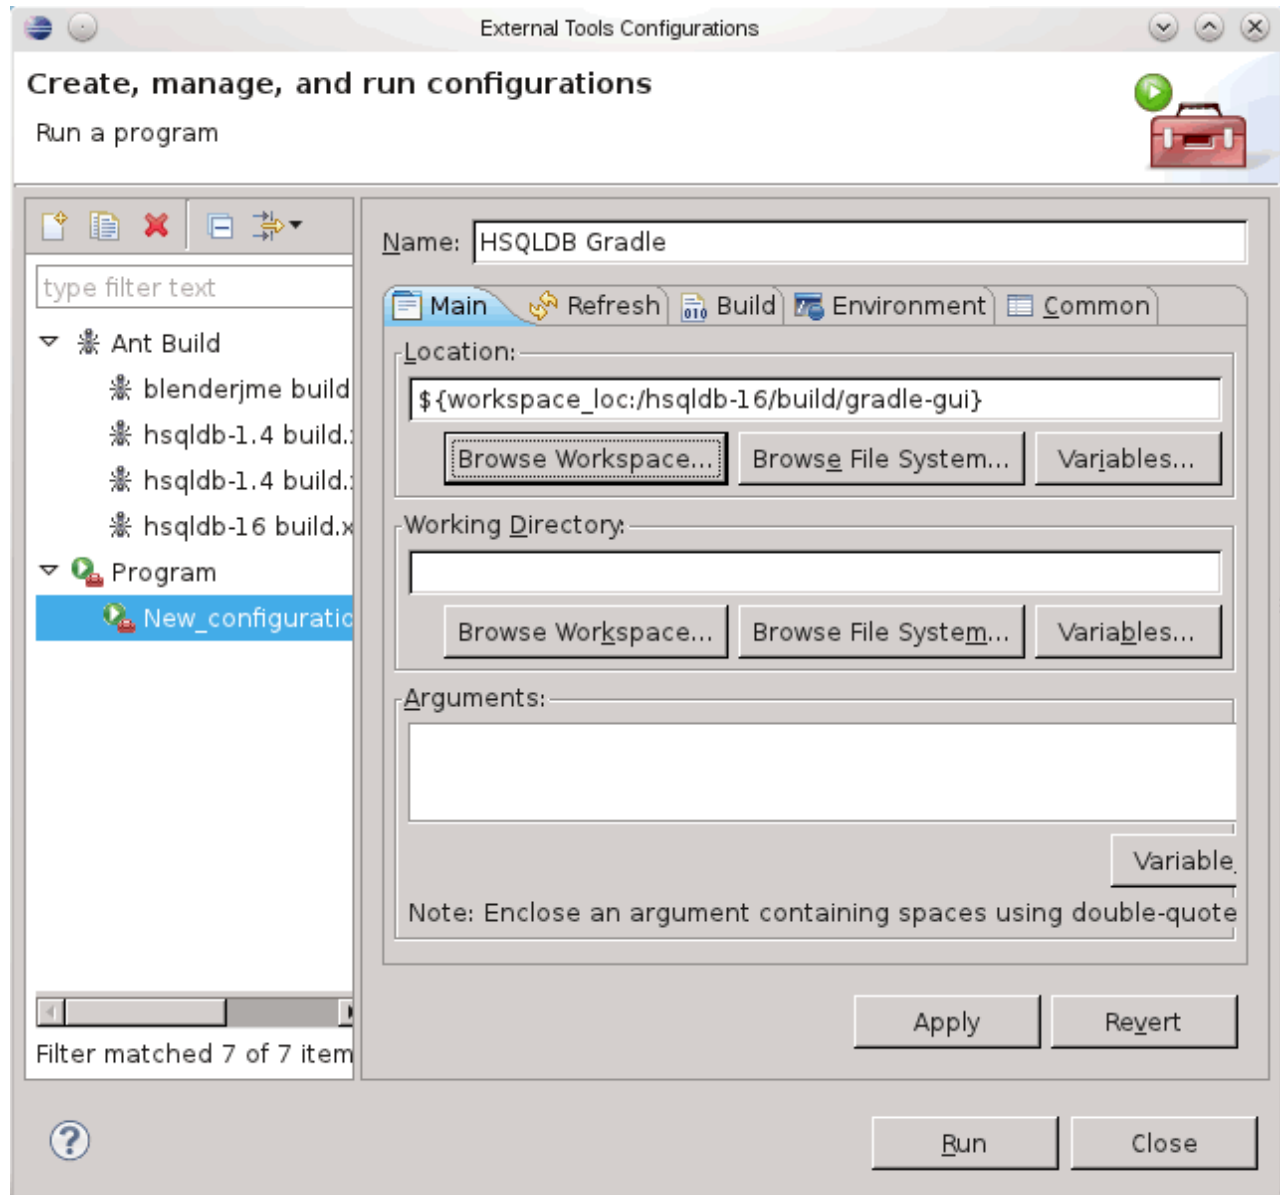 External Tools Configurations
Create, manage, and run configurations
Run a program
type filter text
Ant Build
blenderjme build
hsqldb-1.4 build.
hsqldb-1.4 build.
hsqldb-16 build.x
Program
New_configuratio
Filter matched 7 of 7 item
Name: HSQLDB Gradle
Main Refresh Build Environment Common
Location:
${workspace_loc:/hsqldb-16/build/gradle-gui}
Browse Workspace... Browse File System... Variables...
Working Directory:
Browse Workspace... Browse File System... Variables...
Arguments:
Variable
Note: Enclose an argument containing spaces using double-quote
Apply Revert
Run Close